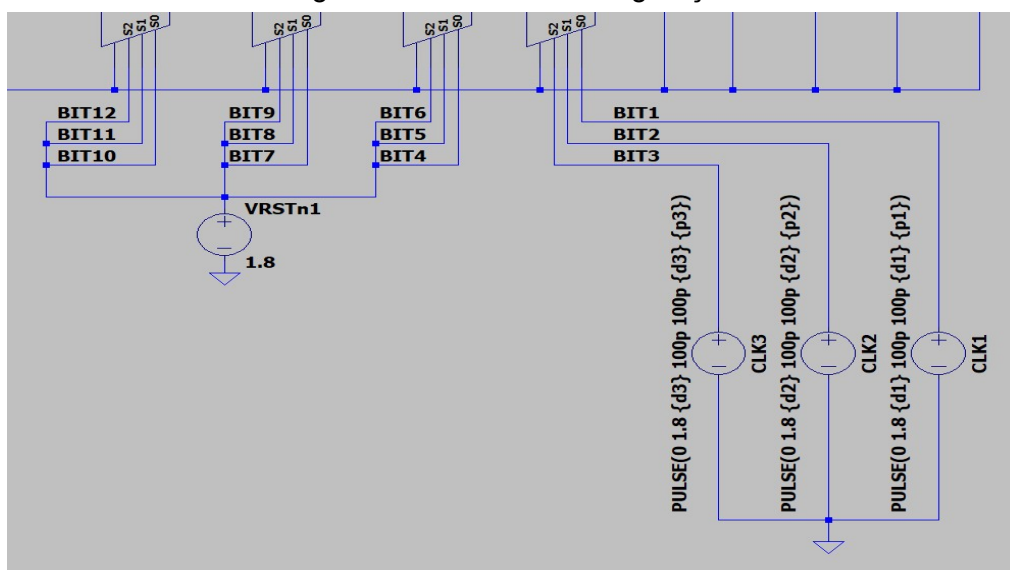 S2 S1 S0 S2 S1 S0 S2 S1 S0 S2 S1 S0
BIT12 BIT9 BIT6 BIT1
BIT11 BIT8 BIT5 BIT2
BIT10 BIT7 BIT4 BIT3
VRSTn1
1.8
PULSE(0 1.8 {d3} 100p 100p {d3} {p3})
CLK3
PULSE(0 1.8 {d2} 100p 100p {d2} {p2})
CLK2
PULSE(0 1.8 {d1} 100p 100p {d1} {p1})
CLK1